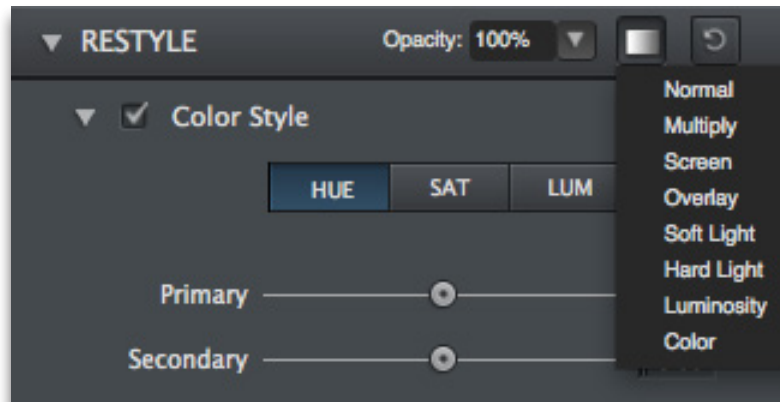 RESTYLE Opacity: 100%
Normal
Color Style Multiply
Screen
HUE SAT LUM Overlay
Soft Light
Hard Light
Primary Luminosity
Color
Secondary